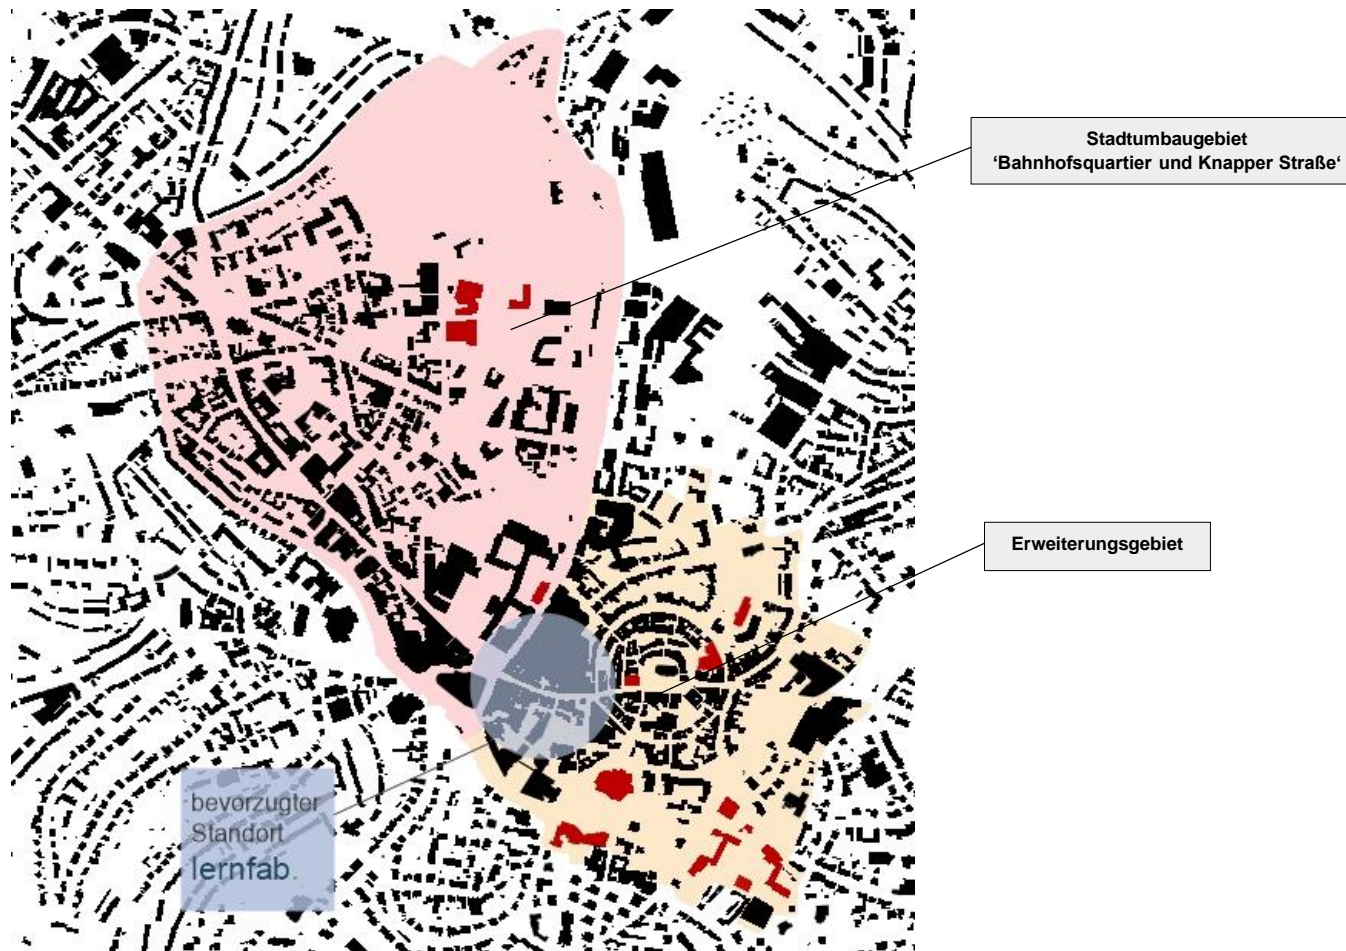 Stadtumbaugebiet
‘Bahnhofsquartier und Knapper Straße‘
Erweiterungsgebiet
bevorzugter
Standort
lernfab.